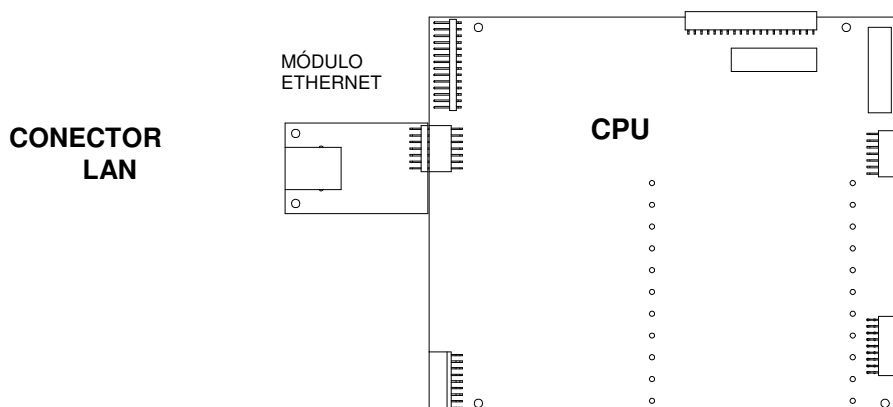 MÓDULO
ETHERNET
CONECTOR
LAN
CPU